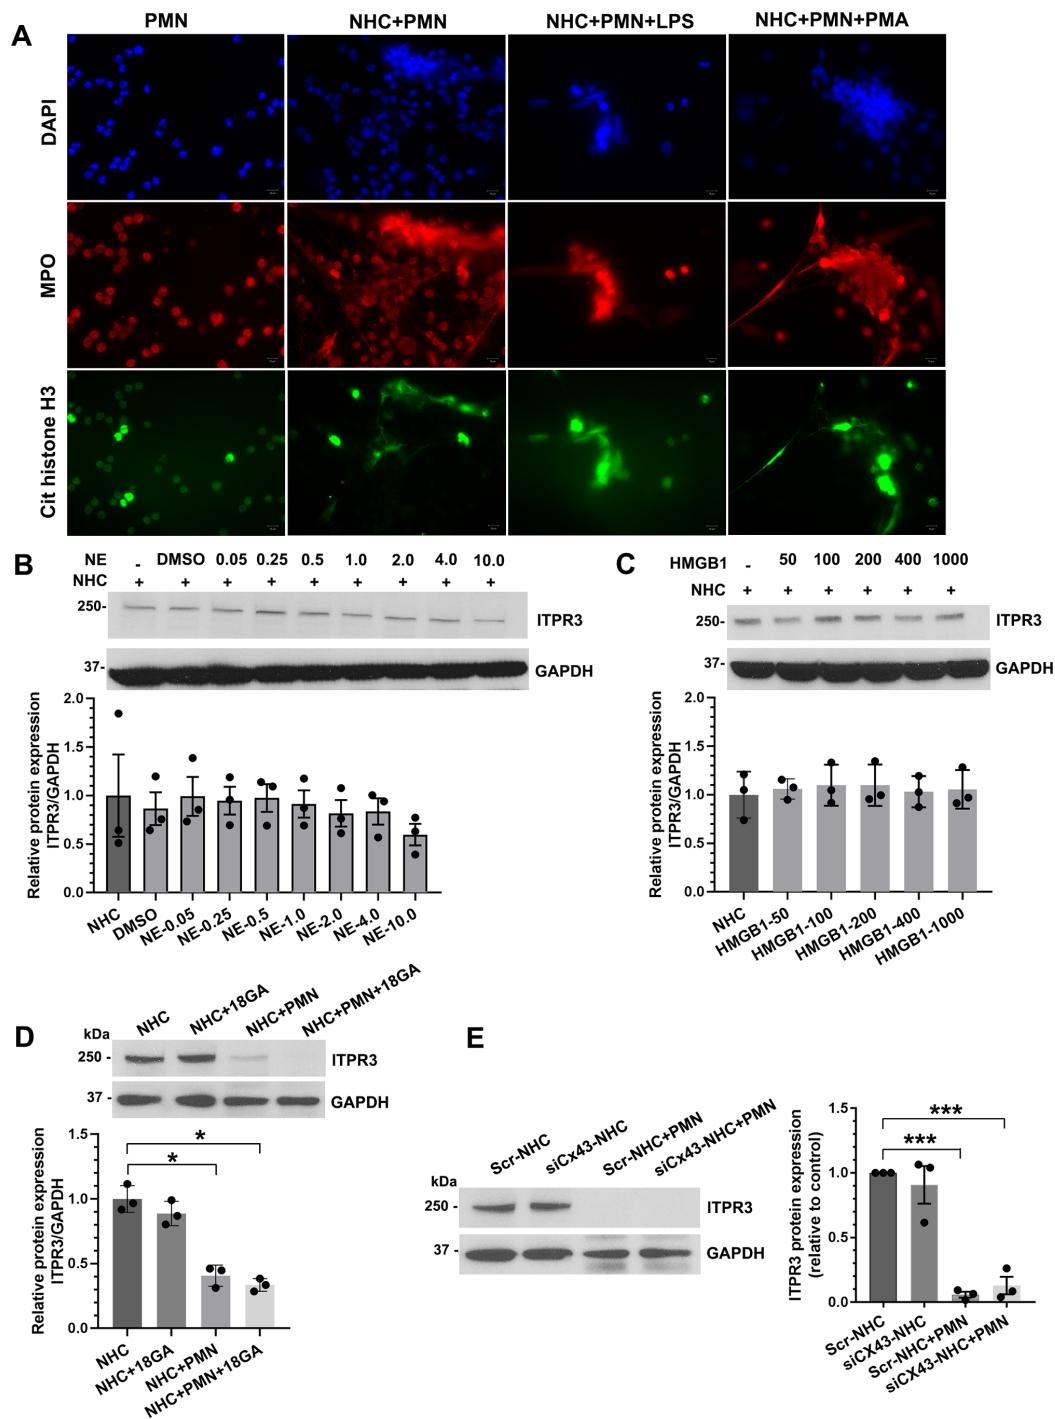 A
PMN NHC+PMN NHC+PMN+LPS NHC+PMN+PMA
DAPI
MPO
Cit histone H3
B
NE - DMSO 0.05 0.25 0.5 1.0 2.0 4.0 10.0
NHC + + + + + + + + +
250- ITPR3
37- GAPDH
Relative protein expression
ITPR3/GAPDH
2.0
1.5
1.0
0.5
0.0
NHC DMSO NE-0.05 NE-0.25 NE-0.5 NE-1.0 NE-2.0 NE-4.0 NE-10.0
C
HMGB1 - 50 100 200 400 1000
NHC + + + + + +
250- ITPR3
37- GAPDH
Relative protein expression
ITPR3/GAPDH
2.0
1.5
1.0
0.5
0.0
NHC HMGB1-50 HMGB1-100 HMGB1-200 HMGB1-400 HMGB1-1000
D
NHC NHC+18GA NHC+PMN NHC+PMN+18GA
kDa
250 - ITPR3
37 - GAPDH
Relative protein expression
ITPR3/GAPDH
1.5
1.0
0.5
0.0
*
*
NHC NHC+18GA NHC+PMN NHC+PMN+18GA
E
Scr-NHC siCx43-NHC Scr-NHC+PMN siCx43-NHC+PMN
kDa
250 - ITPR3
37 - GAPDH
ITPR3 protein expression
(relative to control)
1.5
1.0
0.5
0.0
***
***
Scr-NHC siCX43-NHC Scr-NHC+PMN siCX43-NHC+PMN